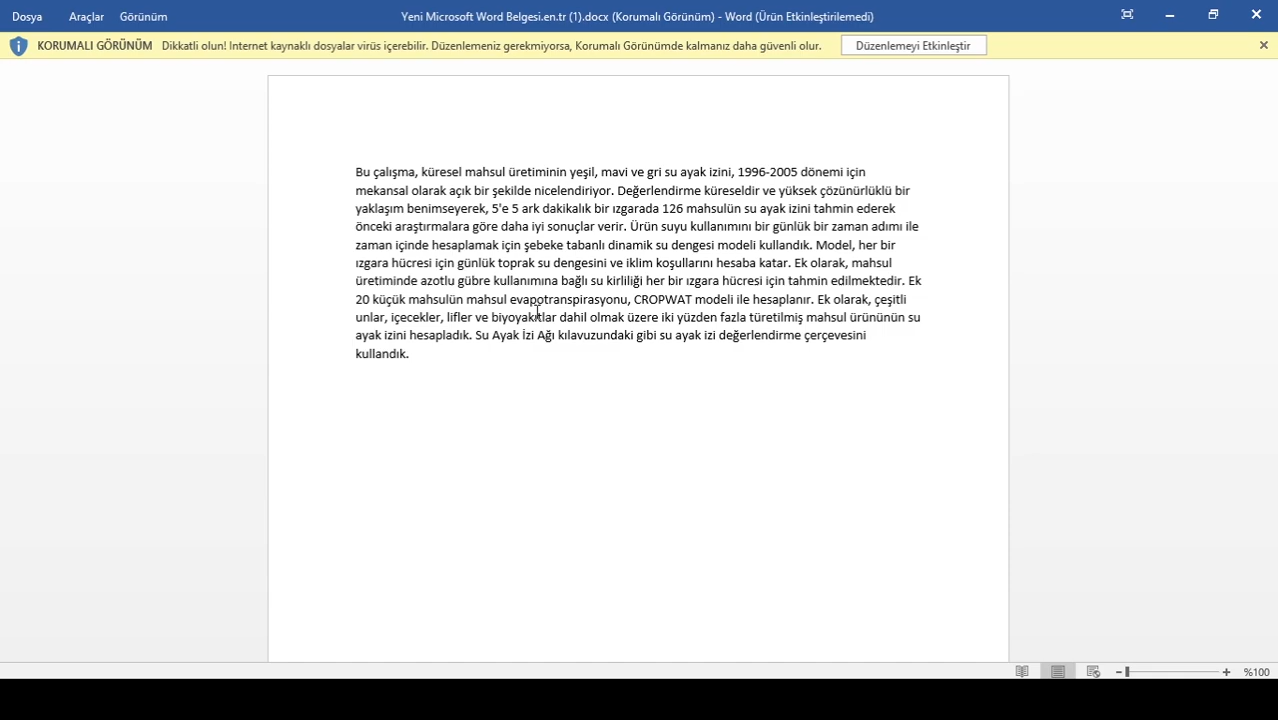 Dosya Araçlar Görünüm Yeni Microsoft Word Belgesi.en.tr (1).docx (Korumalı Görünüm) - Word (Ürün Etkinleştirilemedi)
KORUMALI GÖRÜNÜM Dikkatli olun! Internet kaynaklı dosyalar virüs içerebilir. Düzenlemeniz gerekmiyorsa, Korumalı Görünümde kalmanız daha güvenli olur. Düzenlemeyi Etkinleştir
Bu çalışma, küresel mahsul üretiminin yeşil, mavi ve gri su ayak izini, 1996-2005 dönemi için
mekansal olarak açık bir şekilde nicelendiriyor. Değerlendirme küreseldir ve yüksek çözünürlüklü bir
yaklaşım benimseyerek, 5'e 5 ark dakikalık bir ızgarada 126 mahsulün su ayak izini tahmin ederek
önceki araştırmalara göre daha iyi sonuçlar verir. Ürün suyu kullanımını bir günlük bir zaman adımı ile
zaman içinde hesaplamak için şebeke tabanlı dinamik su dengesi modeli kullandık. Model, her bir
ızgara hücresi için günlük toprak su dengesini ve iklim koşullarını hesaba katar. Ek olarak, mahsul
üretiminde azotlu gübre kullanımına bağlı su kirliliği her bir ızgara hücresi için tahmin edilmektedir. Ek
20 küçük mahsulün mahsul evapotranspirasyonu, CROPWAT modeli ile hesaplanır. Ek olarak, çeşitli
unlar, içecekler, lifler ve biyoyakıtlar dahil olmak üzere iki yüzden fazla türetilmiş mahsul ürününün su
ayak izini hesapladık. Su Ayak İzi Ağı kılavuzundaki gibi su ayak izi değerlendirme çerçevesini
kullandık.
%100